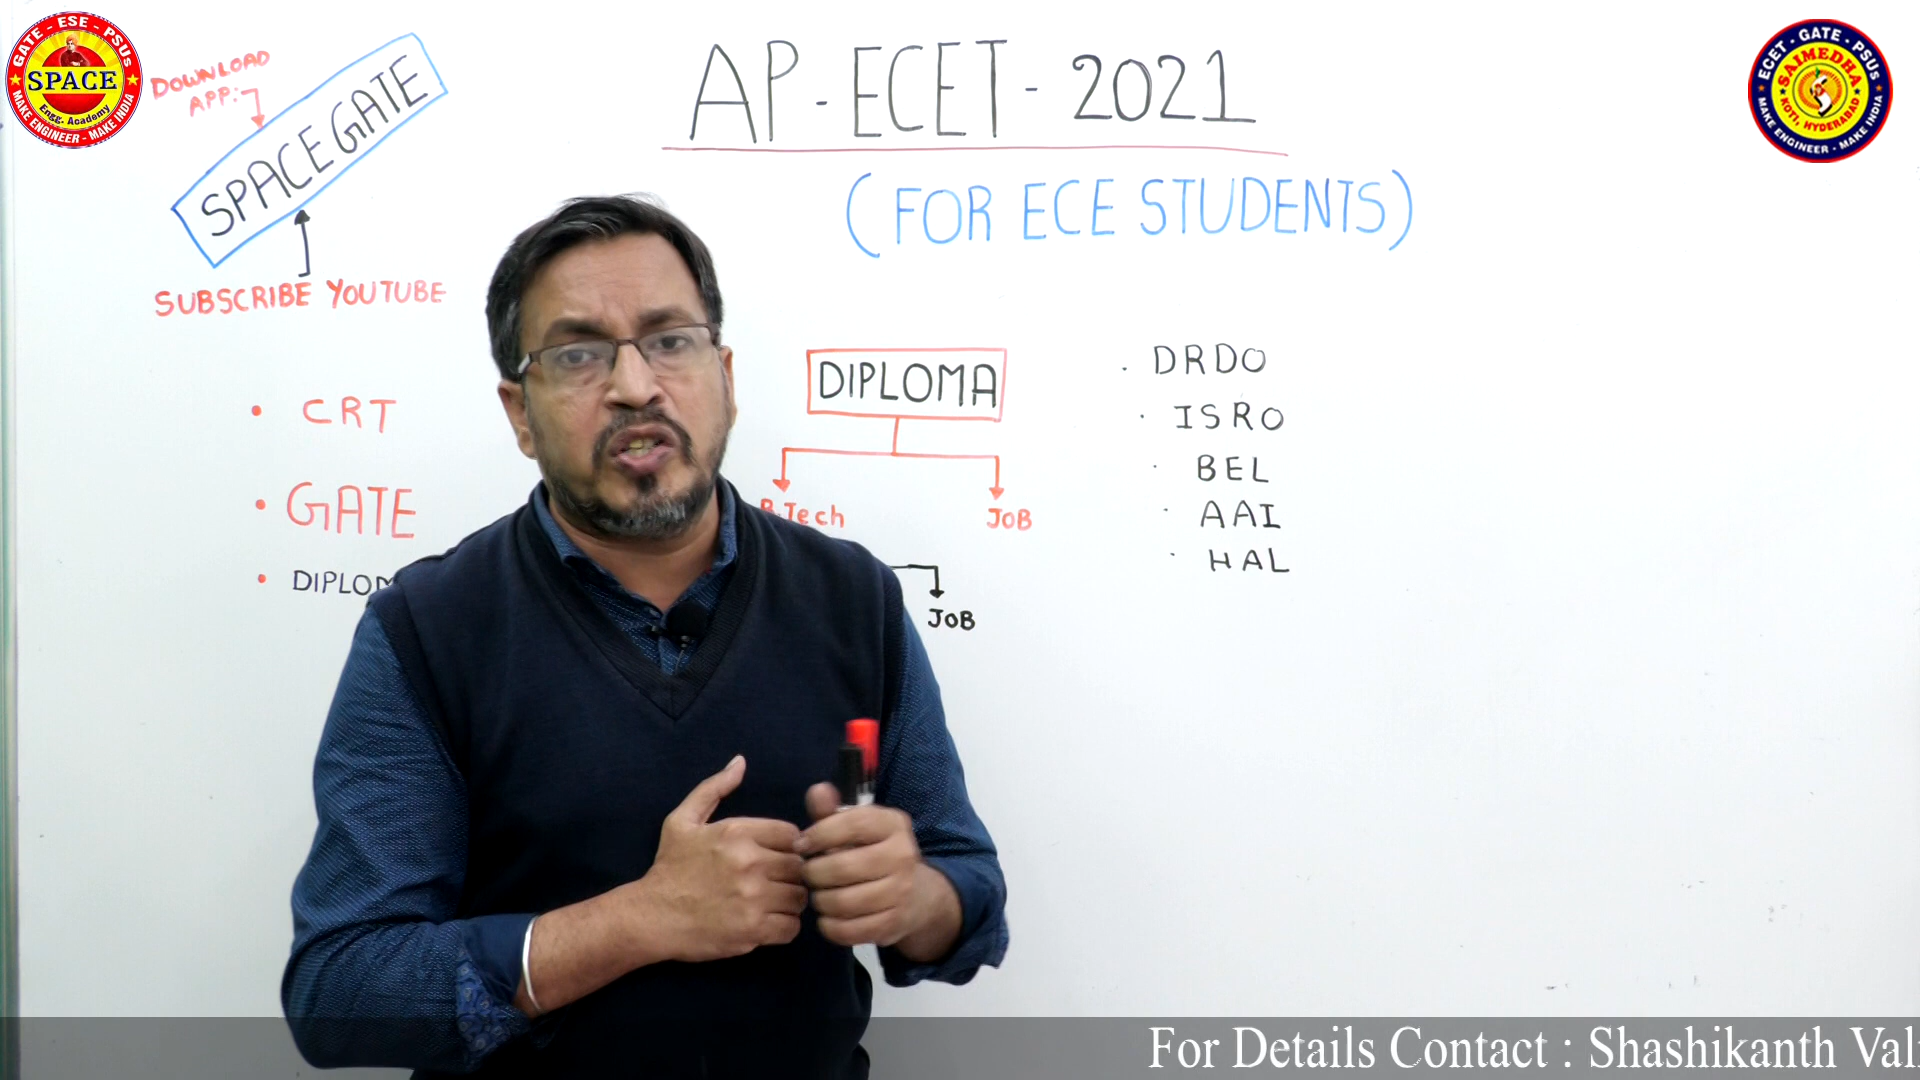 GATE - ESE - PSUs
SPACE
Engg. Academy
MAKE ENGINEER - MAKE INDIA
DOWNLOAD
APP:-
SPACE GATE
SUBSCRIBE YOUTUBE
AP - ECET - 2021
(FOR ECE STUDENTS)
ECET - GATE - PSUs
SAIMEDHA
KOTI, HYDERABAD
MAKE ENGINEER - MAKE INDIA
• CRT
• GATE
• DIPLOM
DIPLOMA
B.Tech
JOB
JOB
. DRDO
. ISRO
. BEL
. AAI
. HAL
For Details Contact : Shashikanth Val